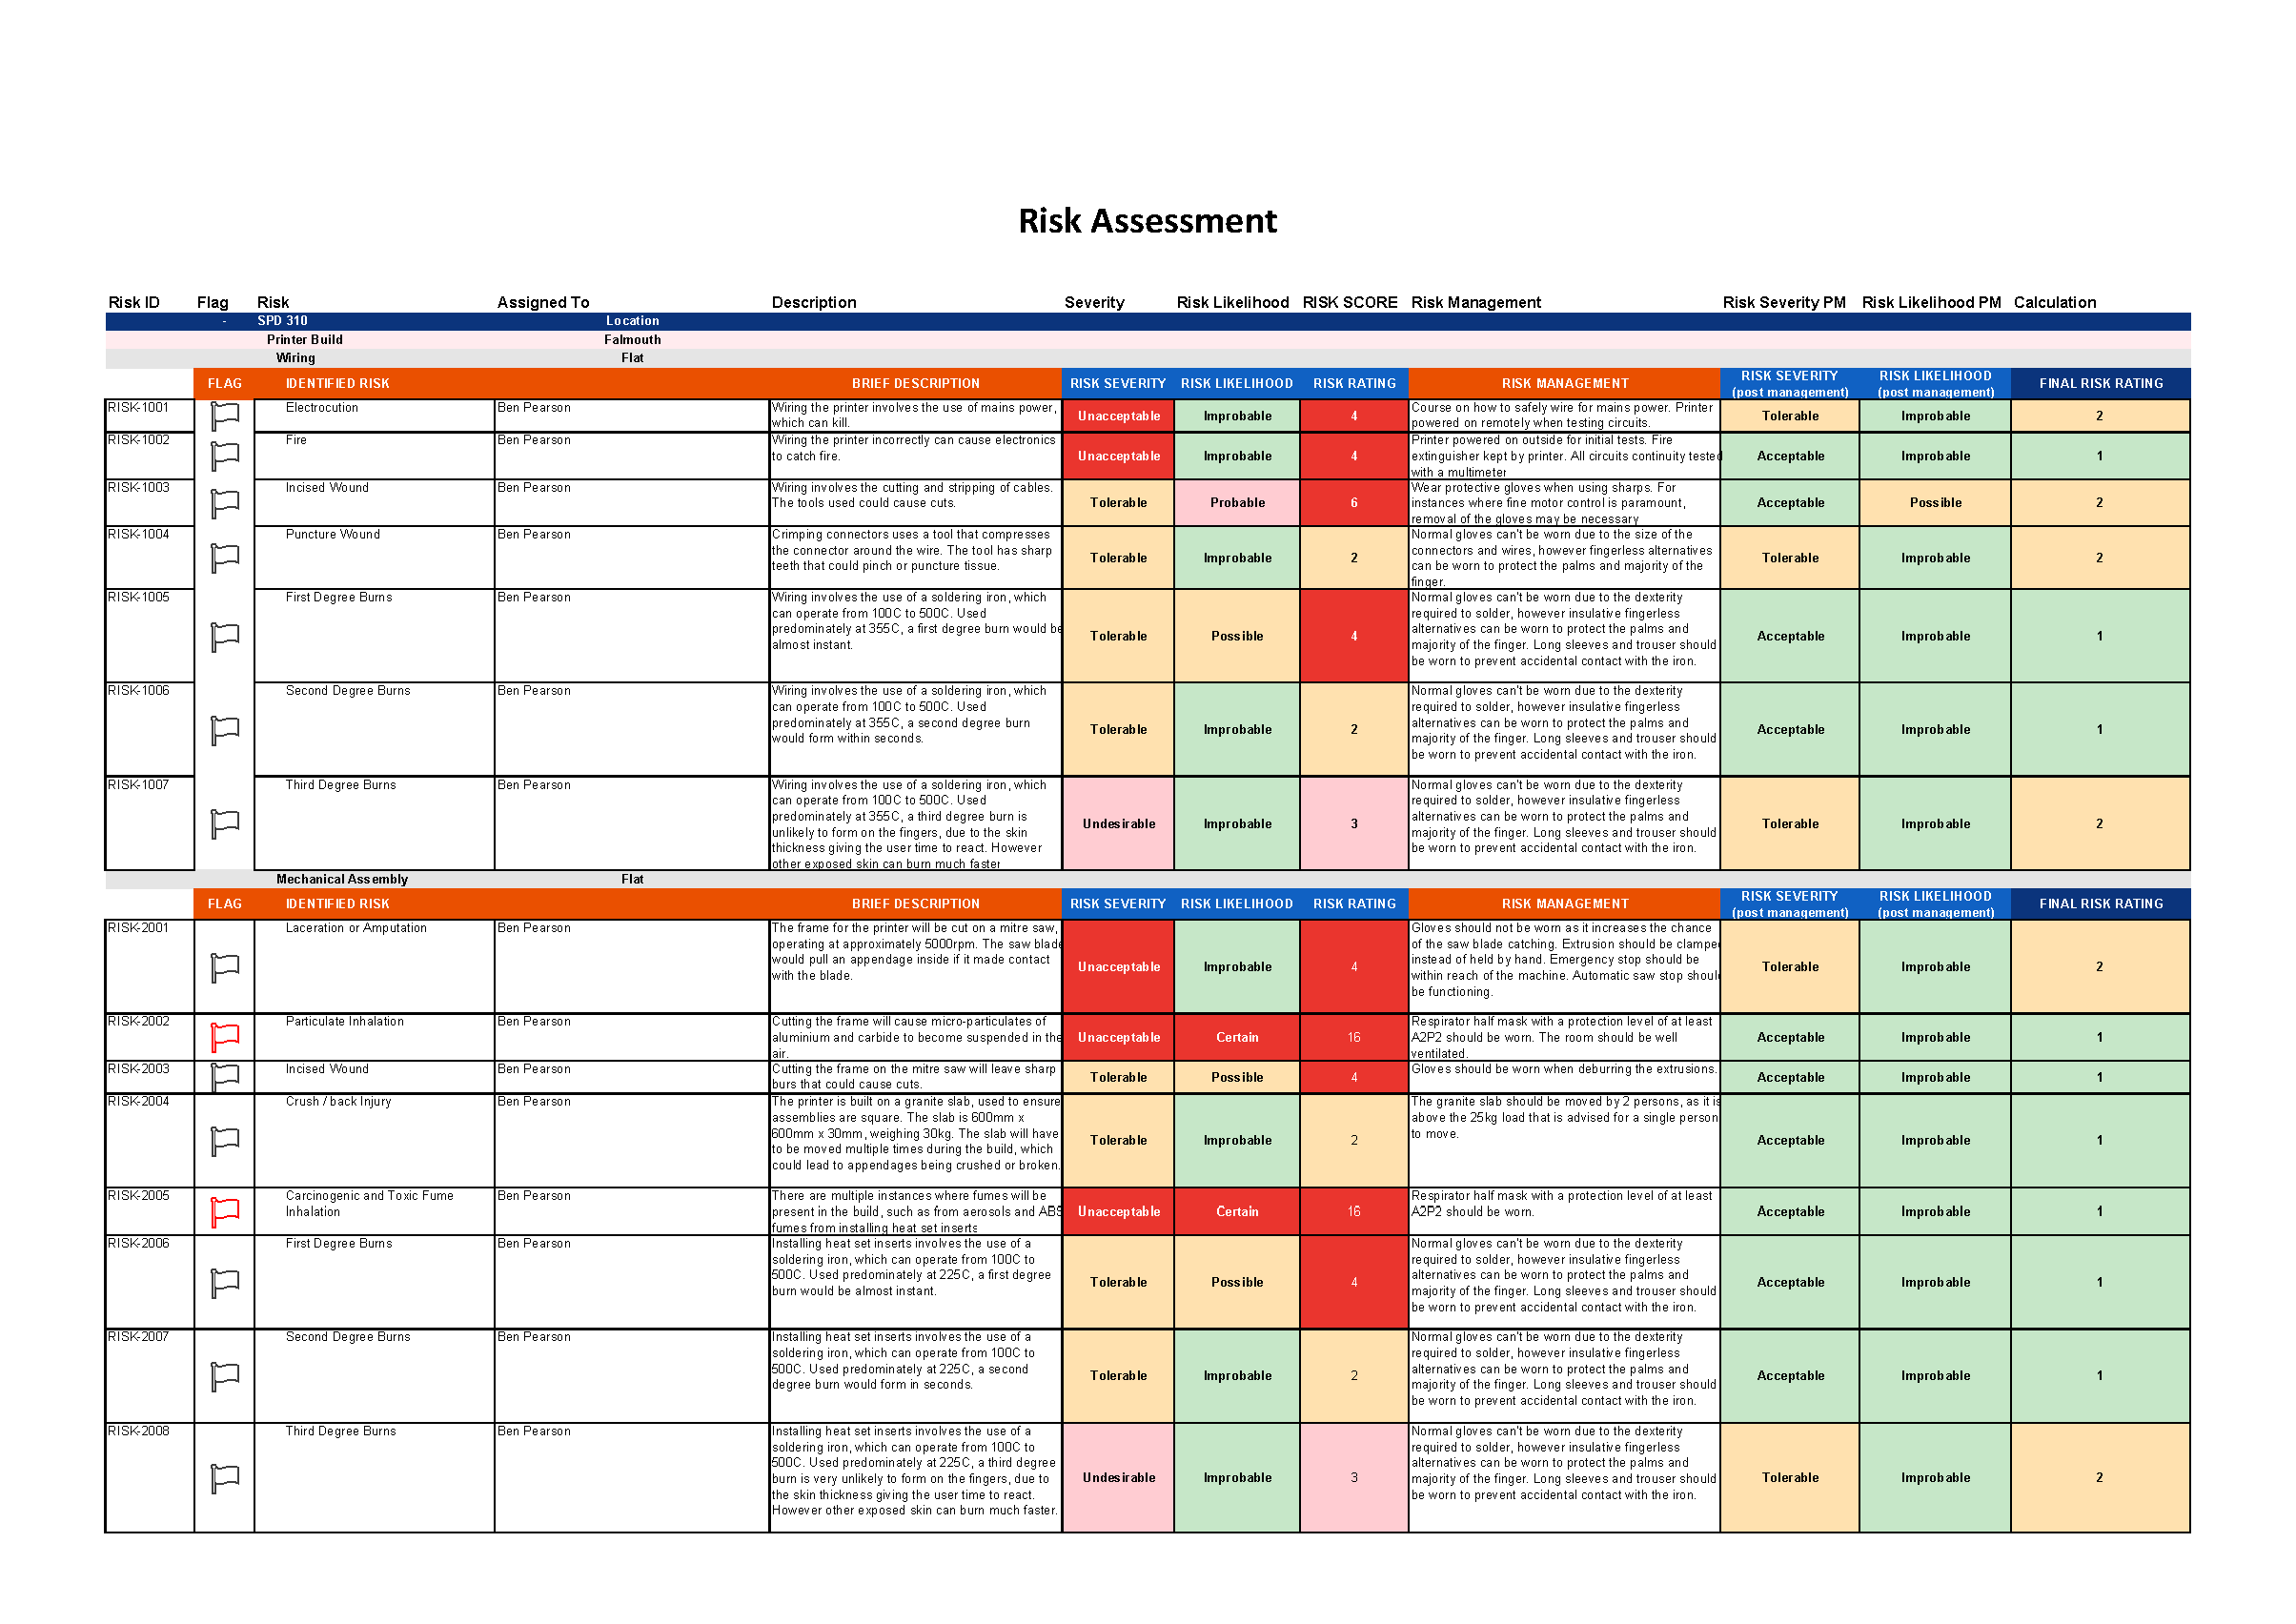 Risk Assessment
Risk ID Flag Risk Assigned To Description Severity Risk Likelihood RISK SCORE Risk Management Risk Severity PM Risk Likelihood PM Calculation
- SPD 310 Location
Printer Build Falmouth
Wiring Flat
FLAG IDENTIFIED RISK BRIEF DESCRIPTION RISK SEVERITY RISK LIKELIHOOD RISK RATING RISK MANAGEMENT RISK SEVERITY (post management) RISK LIKELIHOOD (post management) FINAL RISK RATING
RISK-1001 Electrocution Ben Pearson
Wiring the printer involves the use of mains power,
which can kill.
Unacceptable Improbable 4
Course on how to safely wire for mains power. Printer
powered on remotely when testing circuits.
Tolerable Improbable 2
RISK-1002 Fire Ben Pearson
Wiring the printer incorrectly can cause electronics
to catch fire.
Unacceptable Improbable 4
Printer powered on outside for initial tests. Fire
extinguisher kept by printer. All circuits continuity tested
with a multimeter
Acceptable Improbable 1
RISK-1003 Incised Wound Ben Pearson
Wiring involves the cutting and stripping of cables.
The tools used could cause cuts.
Tolerable Probable 6
Wear protective gloves when using sharps. For
instances where fine motor control is paramount,
removal of the gloves may be necessary
Acceptable Possible 2
RISK-1004 Puncture Wound Ben Pearson
Crimping connectors uses a tool that compresses
the connector around the wire. The tool has sharp
teeth that could pinch or puncture tissue.
Tolerable Improbable 2
Normal gloves can't be worn due to the size of the
connectors and wires, however fingerless alternatives
can be worn to protect the palms and majority of the
finger.
Tolerable Improbable 2
RISK-1005 First Degree Burns Ben Pearson
Wiring involves the use of a soldering iron, which
can operate from 100C to 500C. Used
predominately at 355C, a first degree burn would be
almost instant.
Tolerable Possible 4
Normal gloves can't be worn due to the dexterity
required to solder, however insulative fingerless
alternatives can be worn to protect the palms and
majority of the finger. Long sleeves and trouser should
be worn to prevent accidental contact with the iron.
Acceptable Improbable 1
RISK-1006 Second Degree Burns Ben Pearson
Wiring involves the use of a soldering iron, which
can operate from 100C to 500C. Used
predominately at 355C, a second degree burn
would form within seconds.
Tolerable Improbable 2
Normal gloves can't be worn due to the dexterity
required to solder, however insulative fingerless
alternatives can be worn to protect the palms and
majority of the finger. Long sleeves and trouser should
be worn to prevent accidental contact with the iron.
Acceptable Improbable 1
RISK-1007 Third Degree Burns Ben Pearson
Wiring involves the use of a soldering iron, which
can operate from 100C to 500C. Used
predominately at 355C, a third degree burn is
unlikely to form on the fingers, due to the skin
thickness giving the user time to react. However
other exposed skin can burn much faster
Undesirable Improbable 3
Normal gloves can't be worn due to the dexterity
required to solder, however insulative fingerless
alternatives can be worn to protect the palms and
majority of the finger. Long sleeves and trouser should
be worn to prevent accidental contact with the iron.
Tolerable Improbable 2
Mechanical Assembly Flat
FLAG IDENTIFIED RISK BRIEF DESCRIPTION RISK SEVERITY RISK LIKELIHOOD RISK RATING RISK MANAGEMENT RISK SEVERITY (post management) RISK LIKELIHOOD (post management) FINAL RISK RATING
RISK-2001 Laceration or Amputation Ben Pearson
The frame for the printer will be cut on a mitre saw,
operating at approximately 5000rpm. The saw blade
would pull an appendage inside if it made contact
with the blade.
Unacceptable Improbable 4
Gloves should not be worn as it increases the chance
of the saw blade catching. Extrusion should be clampe
instead of held by hand. Emergency stop should be
within reach of the machine. Automatic saw stop shoul
be functioning.
Tolerable Improbable 2
RISK-2002 Particulate Inhalation Ben Pearson
Cutting the frame will cause micro-particulates of
aluminium and carbide to become suspended in the
air.
Unacceptable Certain 16
Respirator half mask with a protection level of at least
A2P2 should be worn. The room should be well
ventilated.
Acceptable Improbable 1
RISK-2003 Incised Wound Ben Pearson
Cutting the frame on the mitre saw will leave sharp
burs that could cause cuts.
Tolerable Possible 4
Gloves should be worn when deburring the extrusions.
Acceptable Improbable 1
RISK-2004 Crush / back Injury Ben Pearson
The printer is built on a granite slab, used to ensure
assemblies are square. The slab is 600mm x
600mm x 30mm, weighing 30kg. The slab will have
to be moved multiple times during the build, which
could lead to appendages being crushed or broken.
Tolerable Improbable 2
The granite slab should be moved by 2 persons, as it is
above the 25kg load that is advised for a single person
to move.
Acceptable Improbable 1
RISK-2005 Carcinogenic and Toxic Fume
Inhalation
Ben Pearson
There are multiple instances where fumes will be
present in the build, such as from aerosols and ABS
fumes from installing heat set inserts
Unacceptable Certain 16
Respirator half mask with a protection level of at least
A2P2 should be worn.
Acceptable Improbable 1
RISK-2006 First Degree Burns Ben Pearson
Installing heat set inserts involves the use of a
soldering iron, which can operate from 100C to
500C. Used predominately at 225C, a first degree
burn would be almost instant.
Tolerable Possible 4
Normal gloves can't be worn due to the dexterity
required to solder, however insulative fingerless
alternatives can be worn to protect the palms and
majority of the finger. Long sleeves and trouser should
be worn to prevent accidental contact with the iron.
Acceptable Improbable 1
RISK-2007 Second Degree Burns Ben Pearson
Installing heat set inserts involves the use of a
soldering iron, which can operate from 100C to
500C. Used predominately at 225C, a second
degree burn would form in seconds.
Tolerable Improbable 2
Normal gloves can't be worn due to the dexterity
required to solder, however insulative fingerless
alternatives can be worn to protect the palms and
majority of the finger. Long sleeves and trouser should
be worn to prevent accidental contact with the iron.
Acceptable Improbable 1
RISK-2008 Third Degree Burns Ben Pearson
Installing heat set inserts involves the use of a
soldering iron, which can operate from 100C to
500C. Used predominately at 225C, a third degree
burn is very unlikely to form on the fingers, due to
the skin thickness giving the user time to react.
However other exposed skin can burn much faster.
Undesirable Improbable 3
Normal gloves can't be worn due to the dexterity
required to solder, however insulative fingerless
alternatives can be worn to protect the palms and
majority of the finger. Long sleeves and trouser should
be worn to prevent accidental contact with the iron.
Tolerable Improbable 2